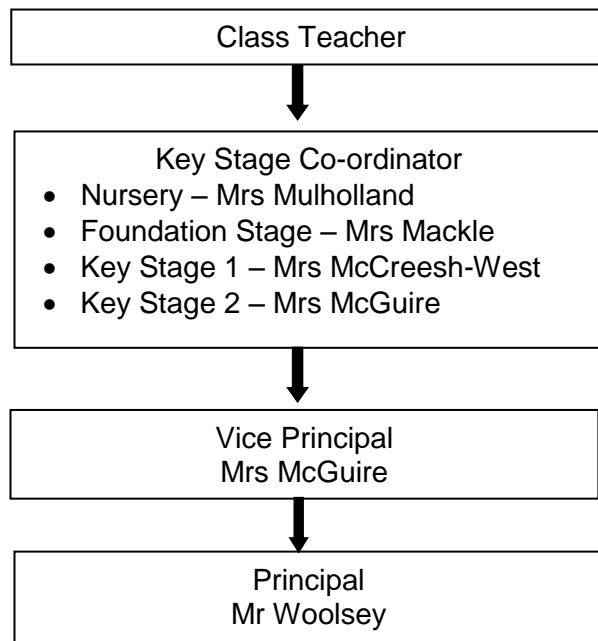 Class Teacher
Key Stage Co-ordinator
• Nursery – Mrs Mulholland
• Foundation Stage – Mrs Mackle
• Key Stage 1 – Mrs McCreesh-West
• Key Stage 2 – Mrs McGuire
Vice Principal
Mrs McGuire
Principal
Mr Woolsey